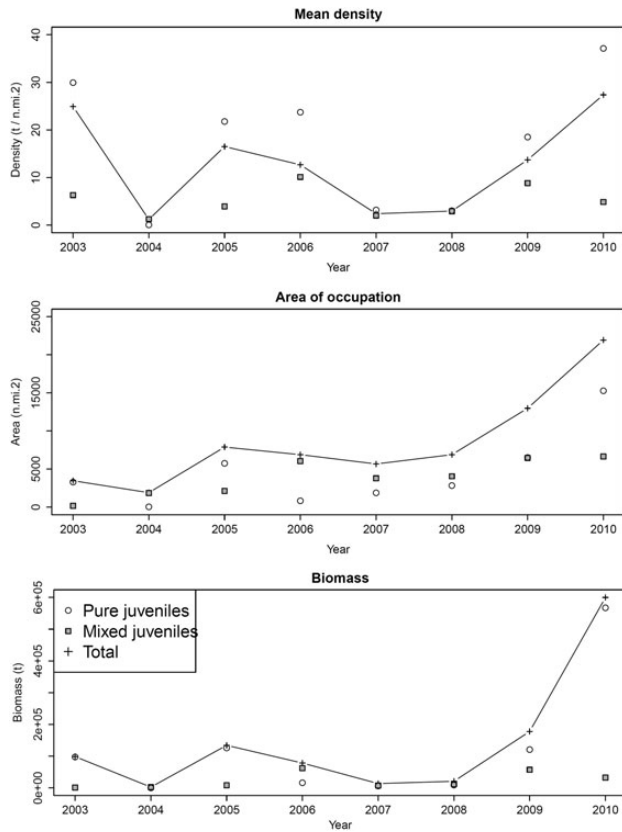 Mean density
40
30
20
10
0
Density (t / n.mi.2)
2003 2004 2005 2006 2007 2008 2009 2010
Year
Area of occupation
25000
15000
5000
0
Area (n.mi.2)
2003 2004 2005 2006 2007 2008 2009 2010
Year
Biomass
Pure juveniles
Mixed juveniles
Total
6e+05
4e+05
2e+05
0e+00
Biomass (t)
2003 2004 2005 2006 2007 2008 2009 2010
Year